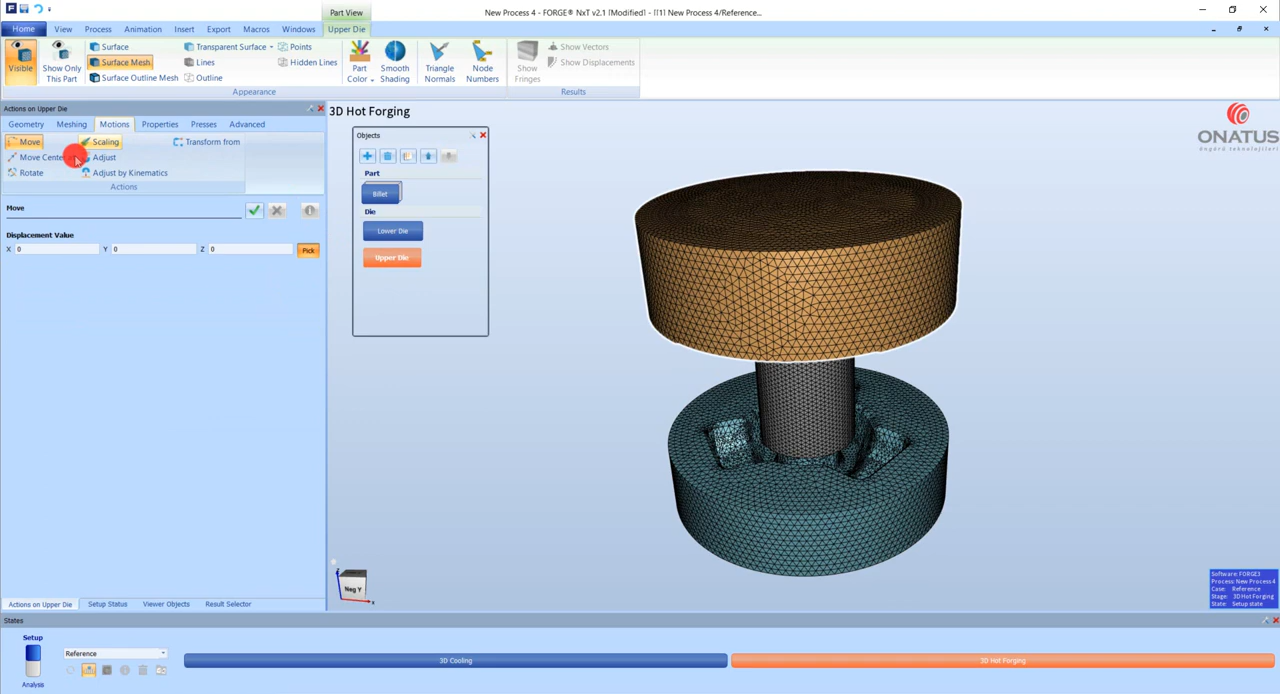 Part View
New Process 4 - FORGE® NxT v2.1 [Modified] - [[1] New Process 4/Reference...
Home View Process Animation Insert Export Macros Windows Upper Die
Visible
Show Only This Part
Surface
Surface Mesh
Surface Outline Mesh
Transparent Surface
Lines
Outline
Points
Hidden Lines
Part Color
Smooth Shading
Triangle Normals
Node Numbers
Appearance
Show Fringes
Show Vectors
Show Displacements
Results
Actions on Upper Die
Geometry Meshing Motions Properties Presses Advanced
Move Scaling Transform from
Move Center Adjust
Rotate Adjust by Kinematics
Actions
Move
Displacement Value
X 0 Y 0 Z 0 Pick
3D Hot Forging
Objects
Part
Billet
Die
Lower Die
Upper Die
ONATUS
öngörü teknolojileri
Neg Y
x
Software: FORGE3
Process: New Process 4
Case: Reference
Stage: 3D Hot Forging
State: Setup state
Actions on Upper Die Setup Status Viewer Objects Result Selector
States
Setup
Analysis
Reference
3D Cooling
3D Hot Forging